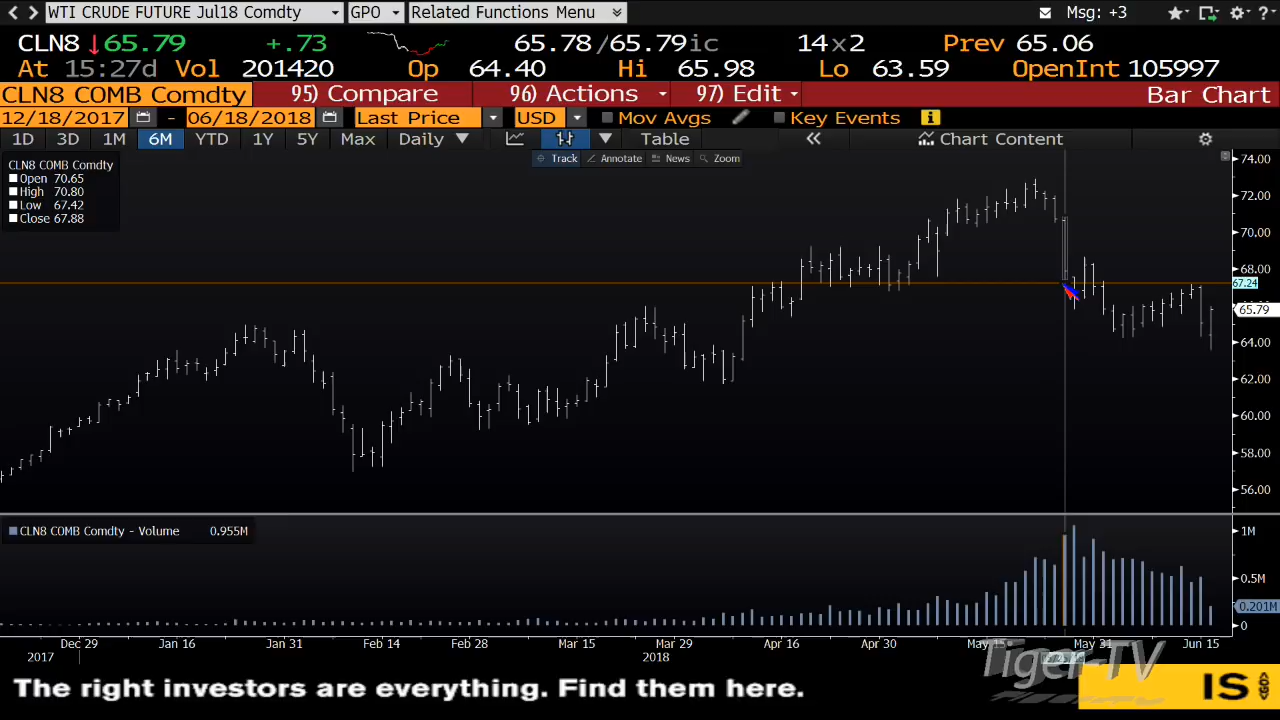 WTI CRUDE FUTURE Jul18 Comdty GPO Related Functions Menu Msg: +3
CLN8 65.79 +.73 65.78/65.79ic 14x2 Prev 65.06
At 15:27d Vol 201420 Op 64.40 Hi 65.98 Lo 63.59 OpenInt 105997
CLN8 COMB Comdty 95) Compare 96) Actions 97) Edit Bar Chart
12/18/2017 - 06/18/2018 Last Price USD Mov Avgs Key Events
1D 3D 1M 6M YTD 1Y 5Y Max Daily Table Chart Content
Track Annotate News Zoom
CLN8 COMB Comdty
Open 70.65
High 70.80
Low 67.42
Close 67.88
74.00
72.00
70.00
68.00
67.24
65.79
64.00
62.00
60.00
58.00
56.00
CLN8 COMB Comdty - Volume 0.955M
1M
0.5M
0.201M
0
Dec 29 Jan 16 Jan 31 Feb 14 Feb 28 Mar 15 Mar 29 Apr 16 Apr 30 May 15 May 31 Jun 15
2017 2018
Tiger-TV
The right investors are everything. Find them here.
IS